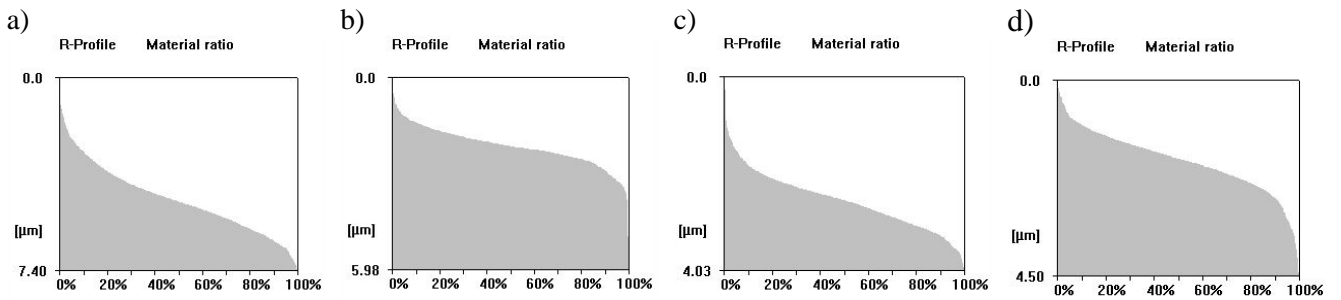 a)
R-Profile Material ratio
0.0
[µm]
7.40
0% 20% 40% 60% 80% 100%
b)
R-Profile Material ratio
0.0
[µm]
5.98
0% 20% 40% 60% 80% 100%
c)
R-Profile Material ratio
0.0
[µm]
4.03
0% 20% 40% 60% 80% 100%
d)
R-Profile Material ratio
0.0
[µm]
4.50
0% 20% 40% 60% 80% 100%